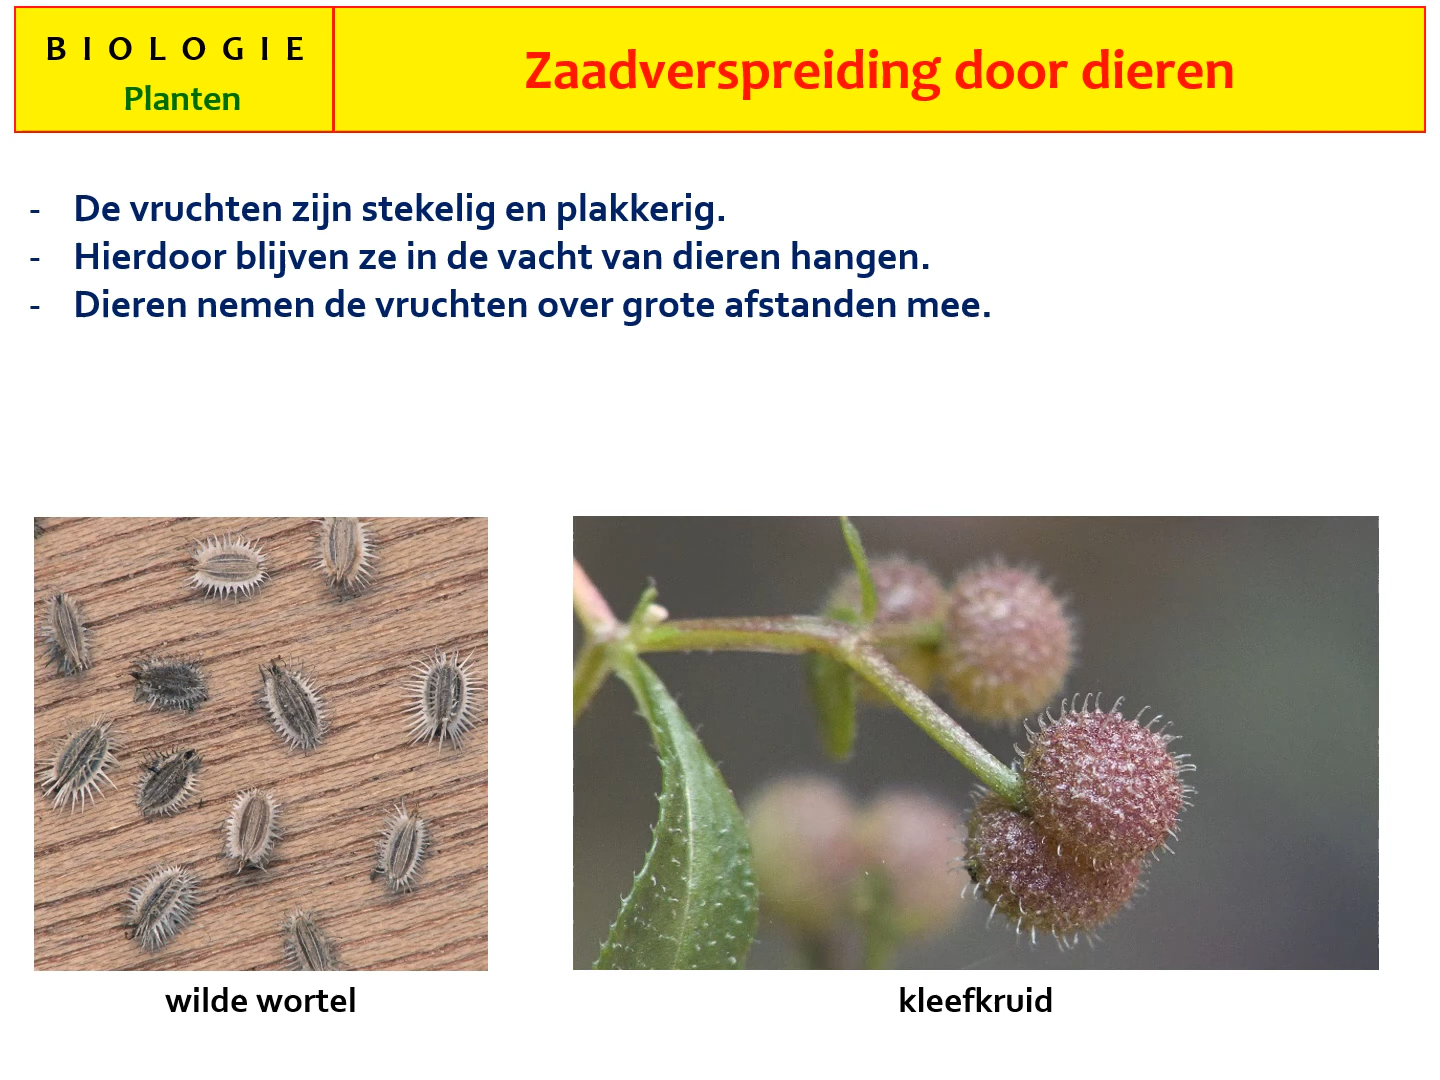 BIOLOGIE
Planten
Zaadverspreiding door dieren
- De vruchten zijn stekelig en plakkerig.
- Hierdoor blijven ze in de vacht van dieren hangen.
- Dieren nemen de vruchten over grote afstanden mee.
wilde wortel
kleefkruid